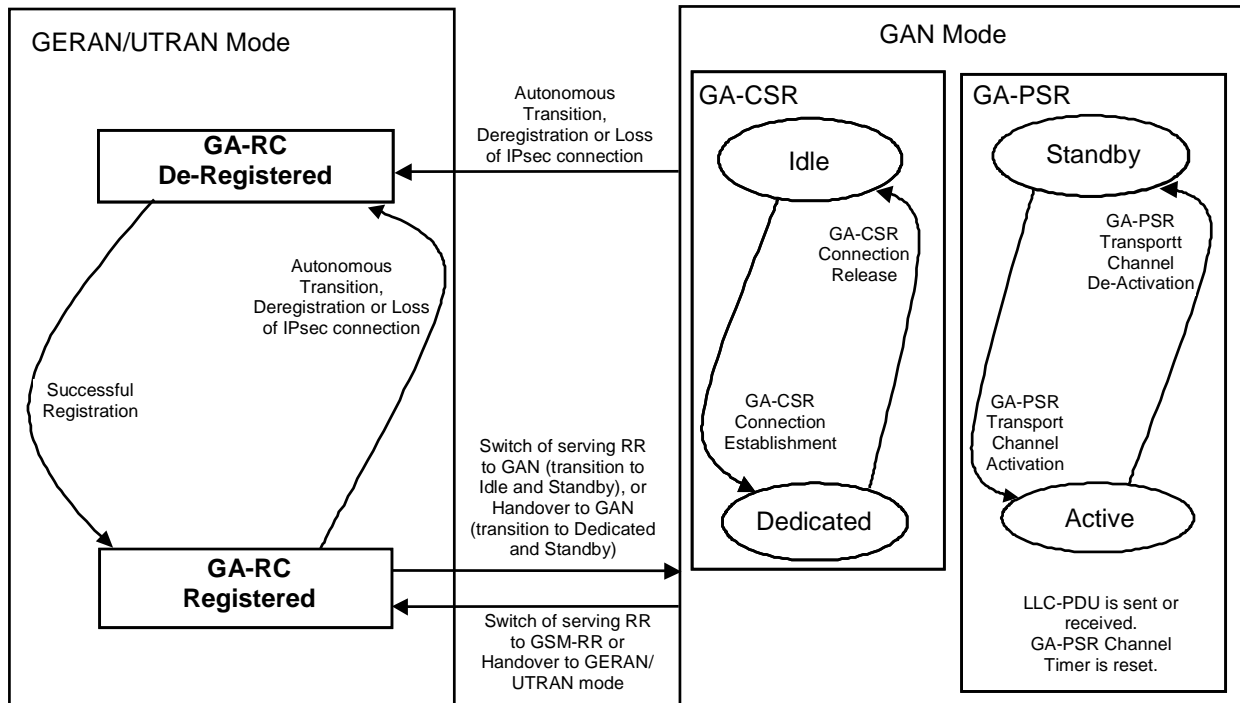 GERAN/UTRAN Mode
GA-RC
De-Registered
Autonomous
Transition,
Deregistration or Loss
of IPsec connection
Successful
Registration
GA-RC
Registered
Autonomous
Transition,
Deregistration or Loss
of IPsec connection
Switch of serving RR
to GAN (transition to
Idle and Standby), or
Handover to GAN
(transition to Dedicated
and Standby)
Switch of serving RR
to GSM-RR or
Handover to GERAN/
UTRAN mode
GAN Mode
GA-CSR
Idle
GA-CSR
Connection
Release
GA-CSR
Connection
Establishment
Dedicated
GA-PSR
Standby
GA-PSR
Transportt
Channel
De-Activation
GA-PSR
Transport
Channel
Activation
Active
LLC-PDU is sent or
received.
GA-PSR Channel
Timer is reset.